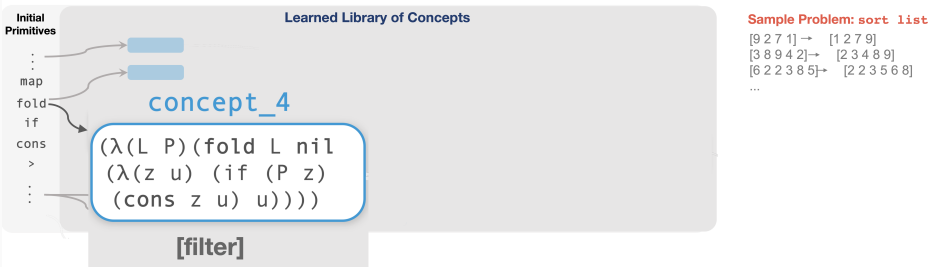 Initial
Primitives
Learned Library of Concepts
Sample Problem: sort list
[9 2 7 1] → [1 2 7 9]
[3 8 9 4 2]→ [2 3 4 8 9]
[6 2 2 3 8 5]→ [2 2 3 5 6 8]
...
map
fold
if
cons
>
concept_4
(λ(L P)(fold L nil
(λ(z u) (if (P z)
(cons z u) u))))
[filter]